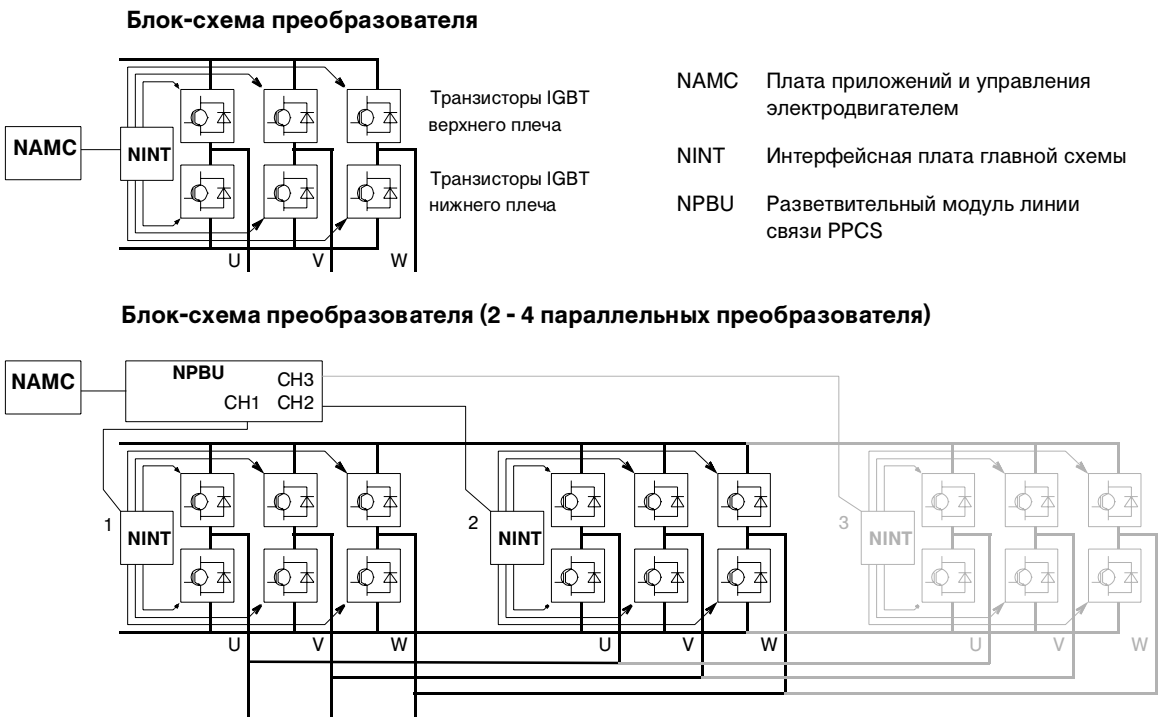 Блок-схема преобразователя
NAMC
NINT
Транзисторы IGBT
верхнего плеча
Транзисторы IGBT
нижнего плеча
U
V
W
NAMC Плата приложений и управления
электродвигателем
NINT Интерфейсная плата главной схемы
NPBU Разветвительный модуль линии
связи PPCS
Блок-схема преобразователя (2 - 4 параллельных преобразователя)
NAMC
NPBU
CH3
CH1 CH2
1
NINT
U
V
W
2
NINT
U
V
W
3
NINT
U
V
W